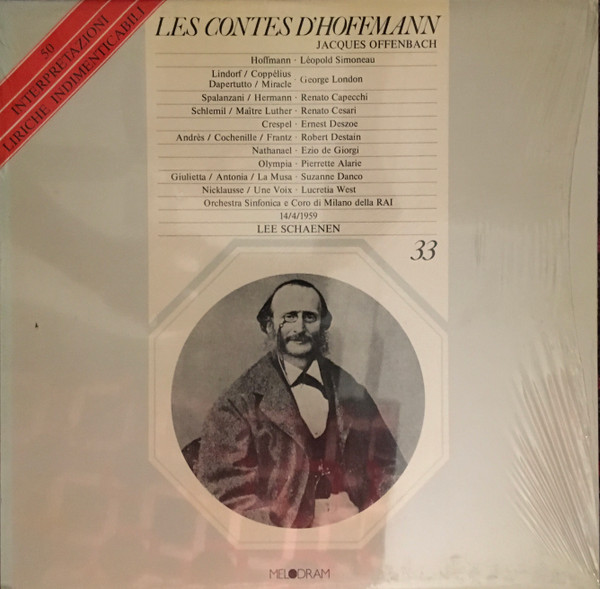 50
INTERPRETAZIONI
LIRICHE INDIMENTICABILI
LES CONTES D'HOFFMANN
JACQUES OFFENBACH
Hoffmann · Lèopold Simoneau
Lindorf / Coppélius
Dapertutto / Miracle · George London
Spalanzani / Hermann · Renato Capecchi
Schlemil / Maître Luther · Renato Cesari
Crespel · Ernest Deszoe
Andrès / Cochenille / Frantz · Robert Destain
Nathanael · Ezio de Giorgi
Olympia · Pierrette Alarie
Giulietta / Antonia / La Musa · Suzanne Danco
Nicklausse / Une Voix · Lucretia West
Orchestra Sinfonica e Coro di Milano della RAI
14/4/1959
LEE SCHAENEN
33
MELODRAM